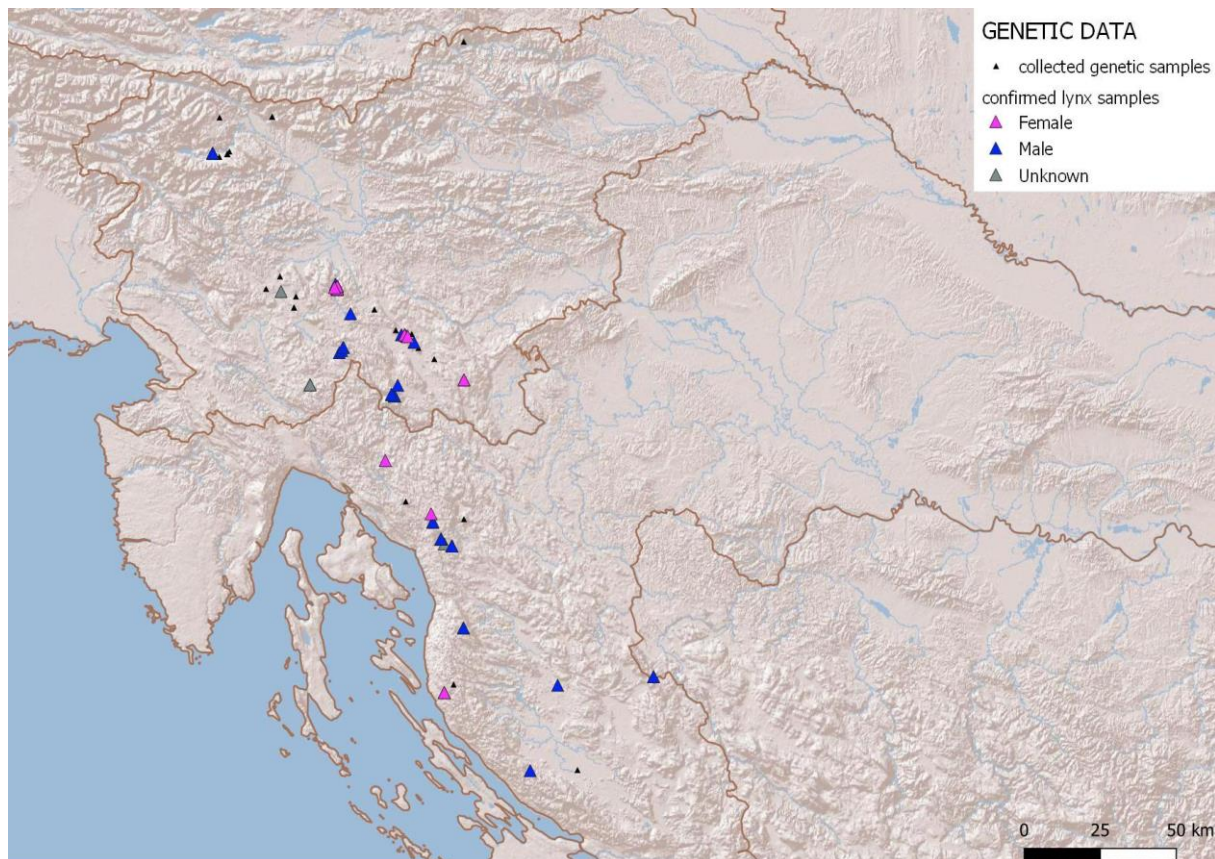 GENETIC DATA
collected genetic samples
confirmed lynx samples
Female
Male
Unknown
0 25 50 km